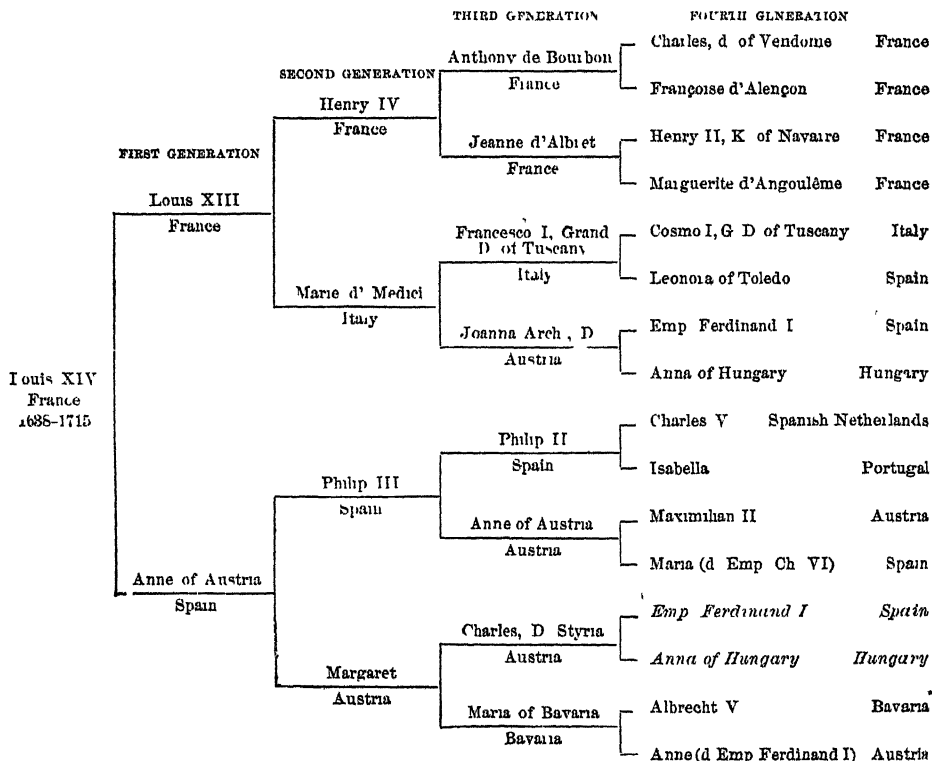 THIRD GENERATION
FOURTH GENERATION
Charles, d of Vendome France
Anthony de Bourbon
France
SECOND GENERATION
Françoise d'Alençon France
Henry IV
France
Henry II, K of Navarre France
Jeanne d'Albret
France
FIRST GENERATION
Marguerite d'Angoulême France
Louis XIII
France
Francesco I, Grand
D of Tuscany
Italy
Cosmo I, G D of Tuscany Italy
Leonora of Toledo Spain
Marie d' Medici
Italy
Emp Ferdinand I Spain
Joanna Arch, D
Austria
Anna of Hungary Hungary
Louis XIV
France
1638-1715
Charles V Spanish Netherlands
Philip II
Spain
Isabella Portugal
Philip III
Spain
Maximilian II Austria
Anne of Austria
Austria
Maria (d Emp Ch VI) Spain
Anne of Austria
Spain
Emp Ferdinand I Spain
Charles, D Styria
Austria
Anna of Hungary Hungary
Margaret
Austria
Albrecht V Bavaria
Maria of Bavaria
Bavaria
Anne (d Emp Ferdinand I) Austria